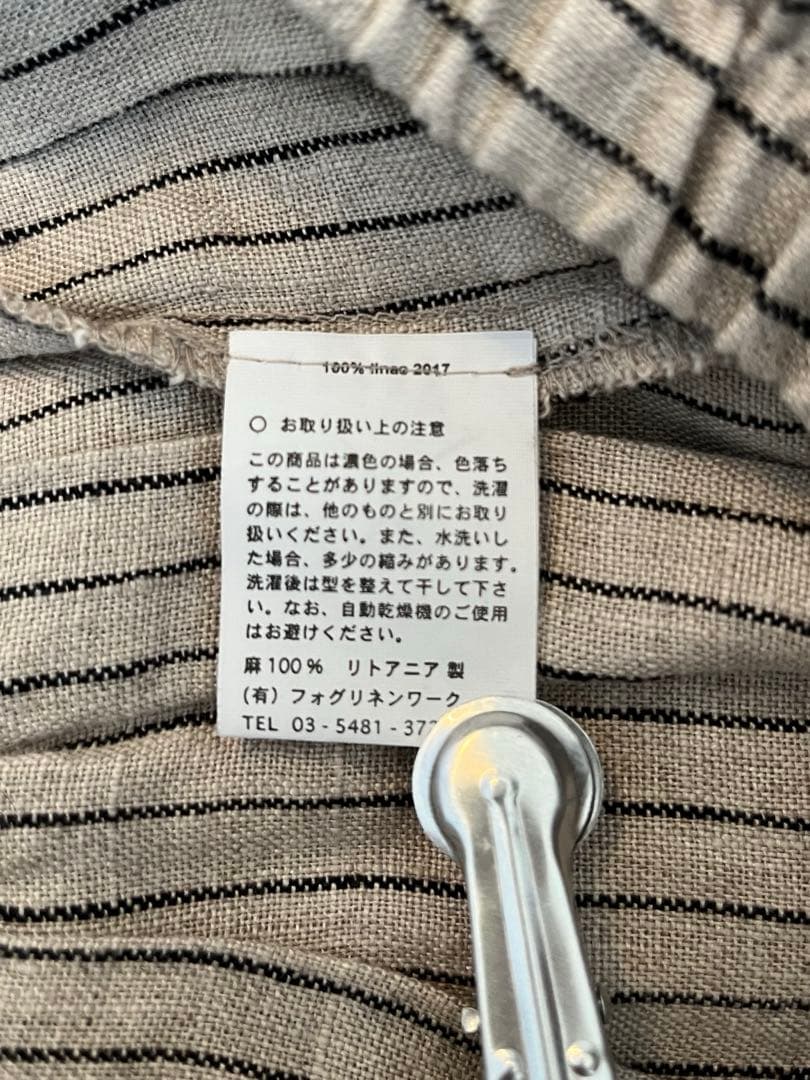 100% linas 2017
○ お取り扱い上の注意
この商品は濃色の場合、色落ち
することがありますので、洗濯
の際は、他のものと別にお取り
扱いください。また、水洗いし
た場合、多少の縮みがあります。
洗濯後は型を整えて干して下さ
い。なお、自動乾燥機のご使用
はお避けください。
麻100% リトアニア製
(有) フォグリネンワーク
TEL 03-5481-37